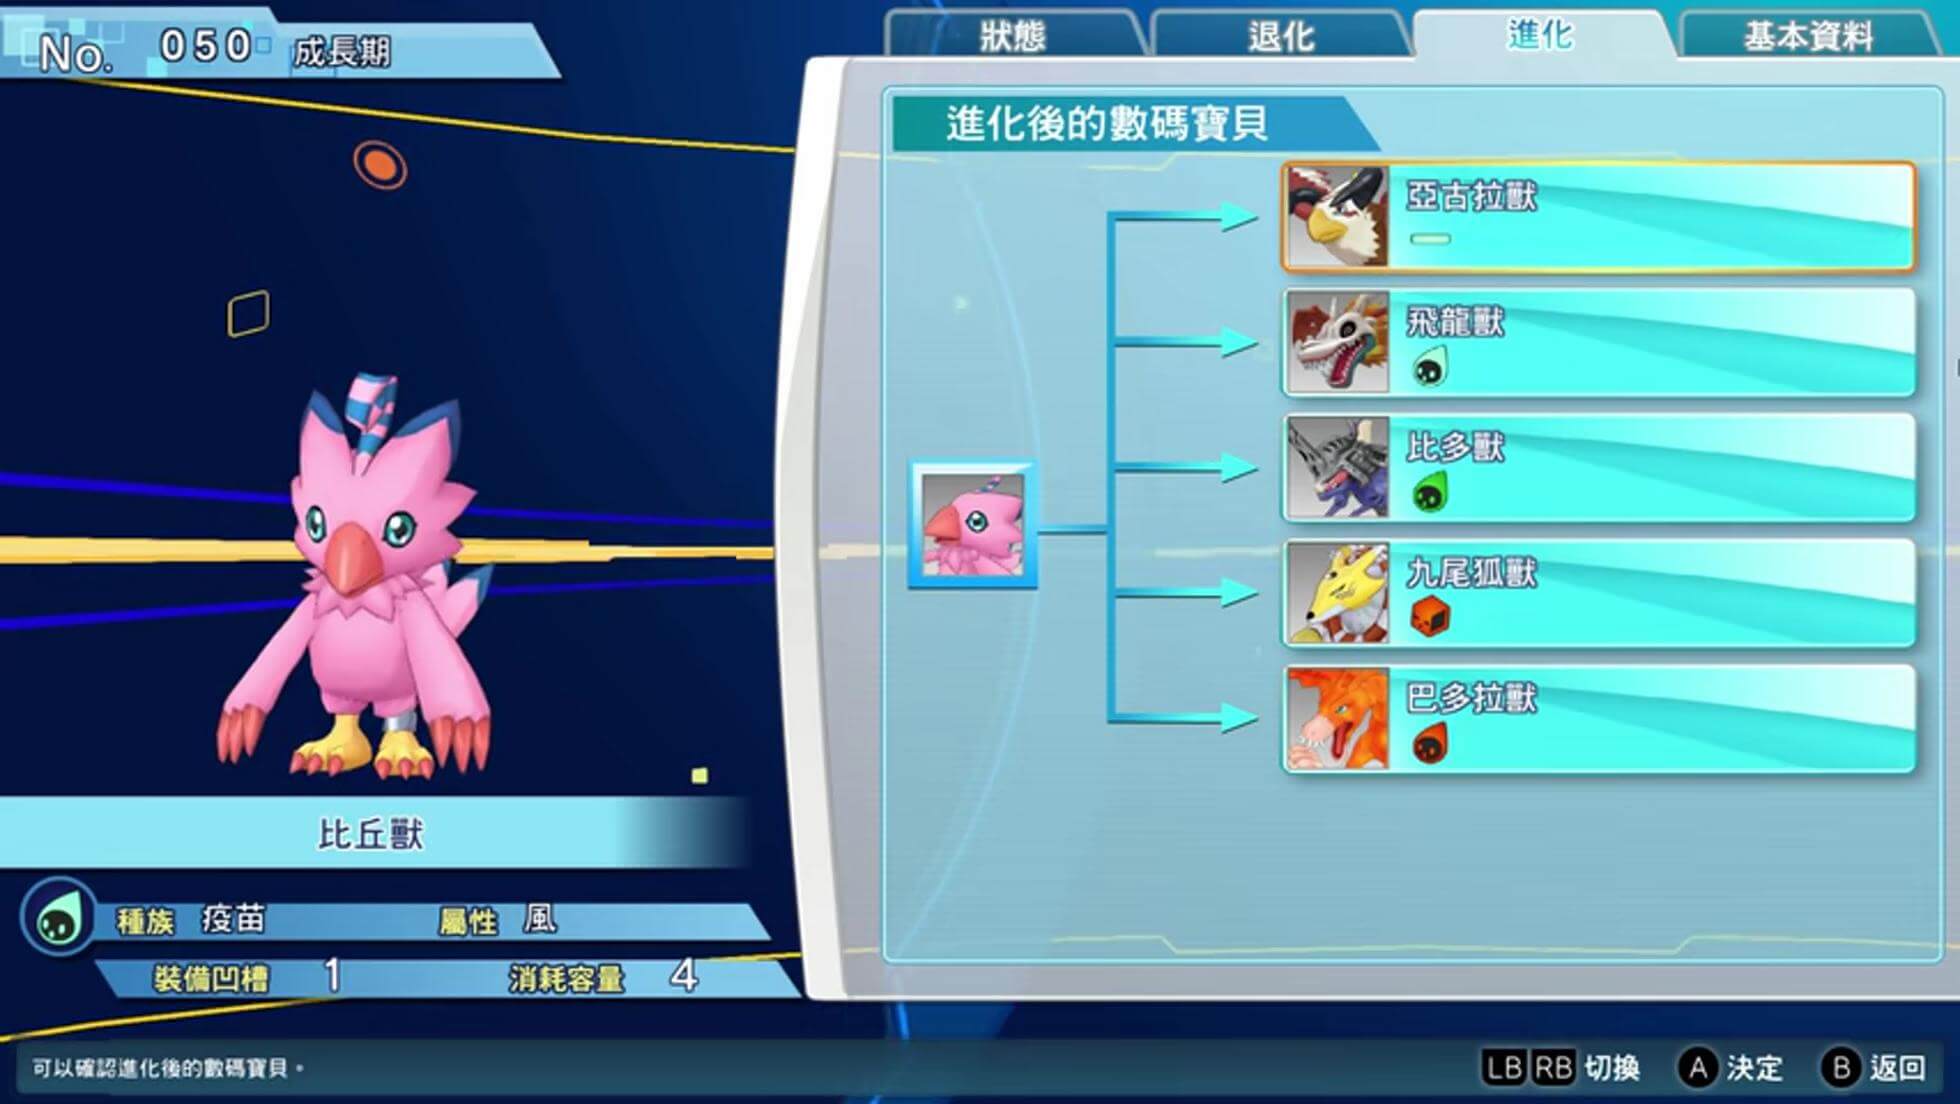 No. 050 成長期
狀態
退化
進化
基本資料
進化後的數碼寶貝
亞古拉獸
飛龍獸
比多獸
九尾狐獸
巴多拉獸
比丘獸
種族 疫苗 屬性 風
裝備凹槽 1 消耗容量 4
可以確認進化後的數碼寶貝。
LB RB 切換 A 決定 B 返回